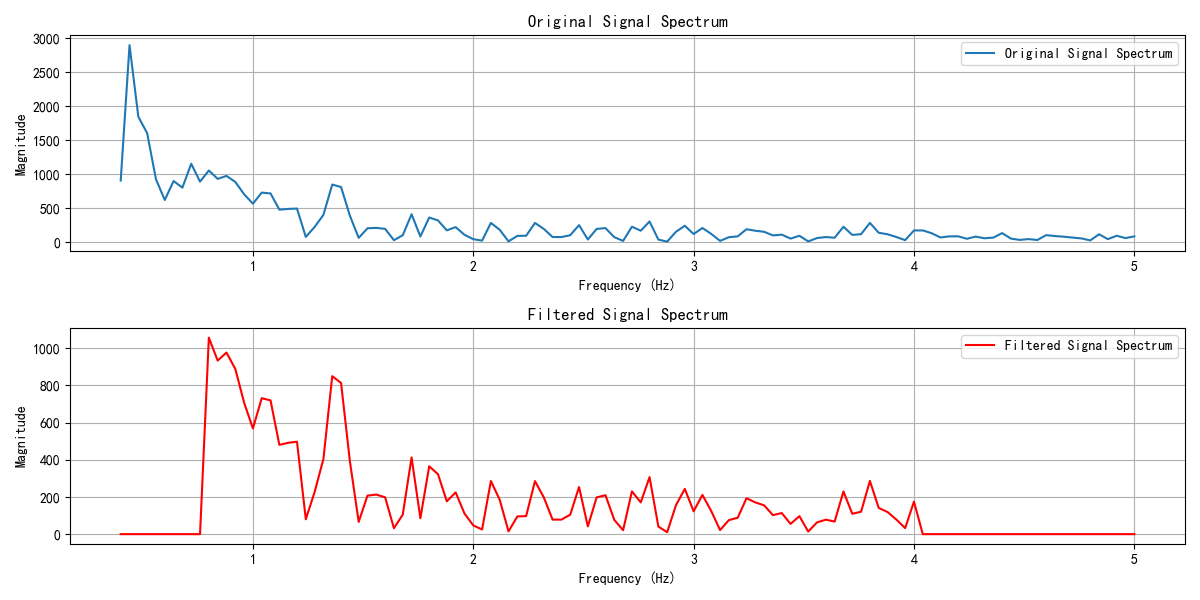 Original Signal Spectrum
3000
2500
2000
1500
1000
500
0
Magnitude
Original Signal Spectrum
1 2 3 4 5
Frequency (Hz)
Filtered Signal Spectrum
1000
800
600
400
200
0
Magnitude
Filtered Signal Spectrum
1 2 3 4 5
Frequency (Hz)